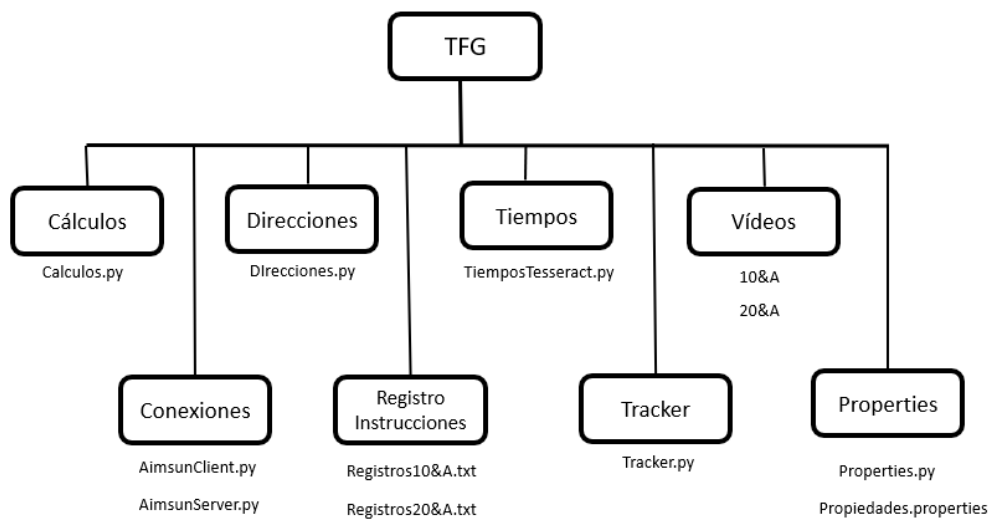 TFG
Cálculos
Calculos.py
Direcciones
DIrecciones.py
Tiempos
TiemposTesseract.py
Vídeos
10&A
20&A
Conexiones
AimsunClient.py
AimsunServer.py
Registro
Instrucciones
Registros10&A.txt
Registros20&A.txt
Tracker
Tracker.py
Properties
Properties.py
Propiedades.properties